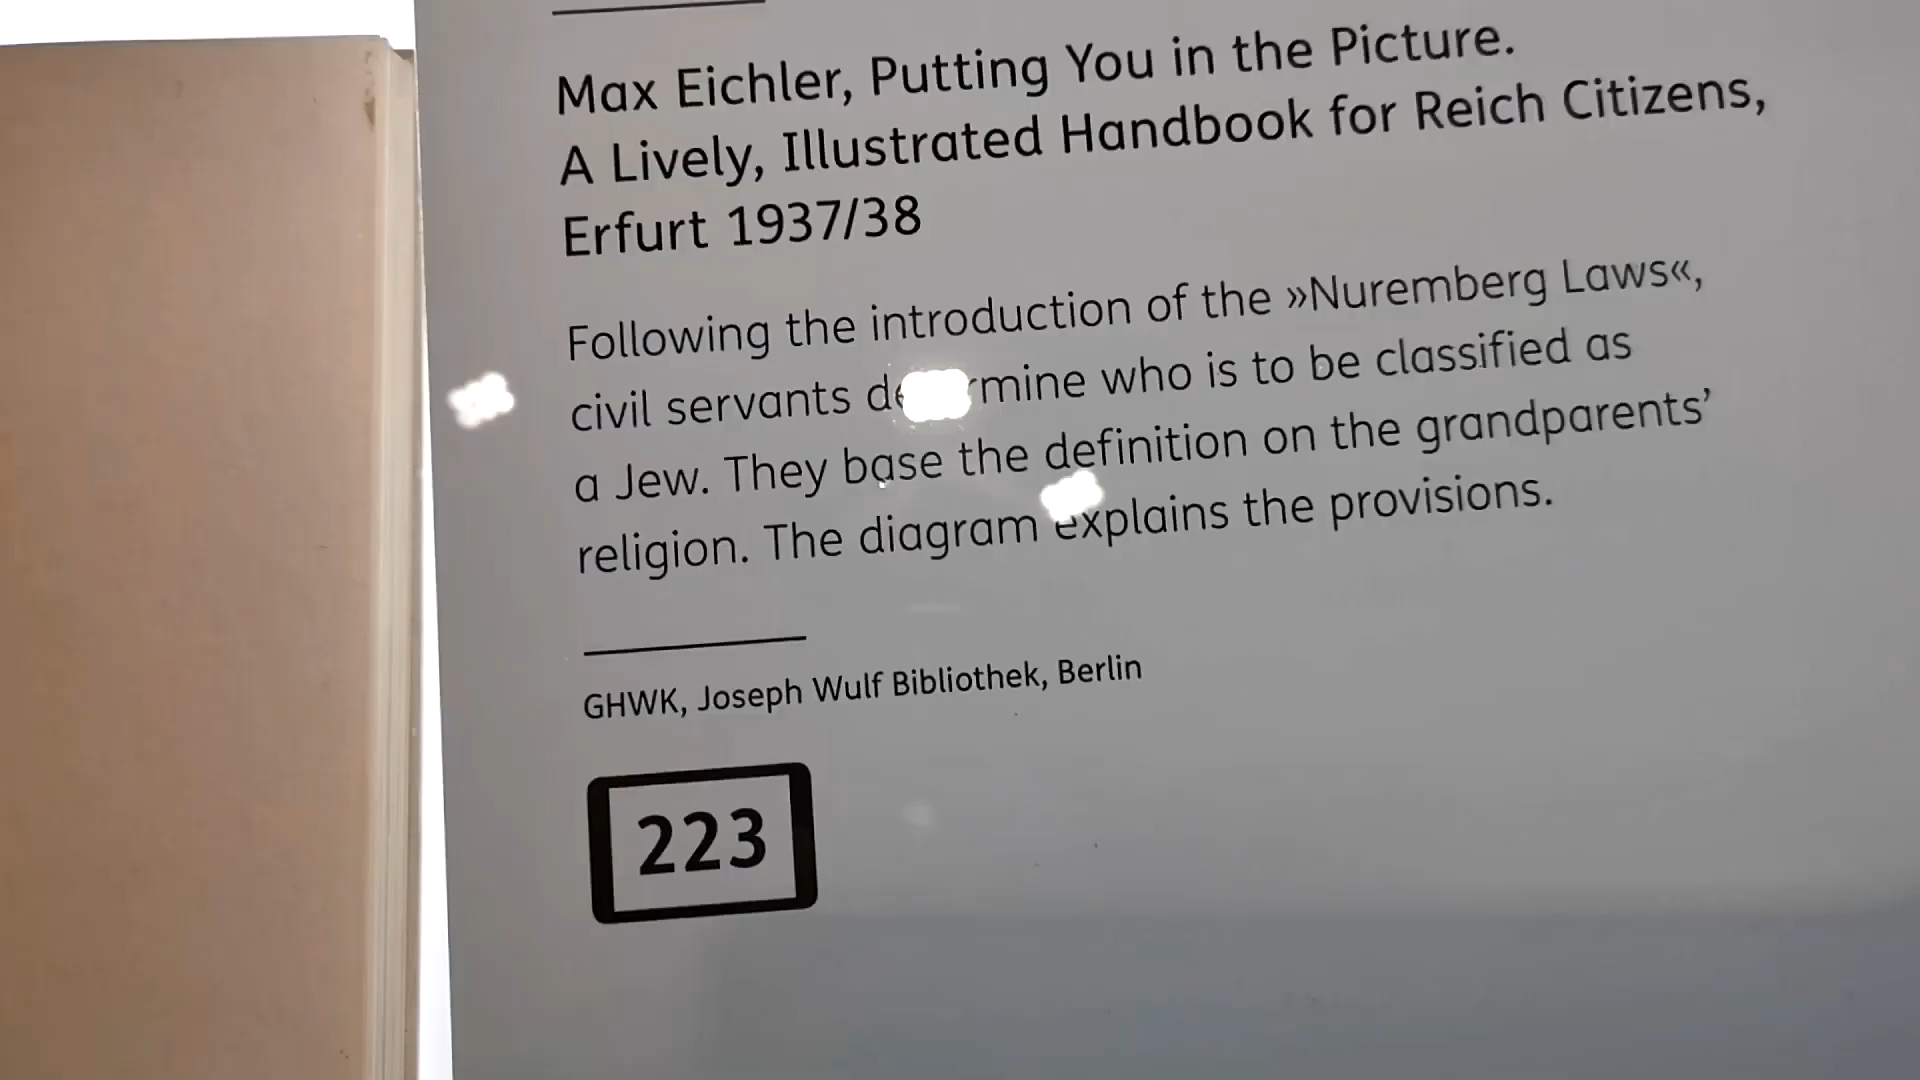 Max Eichler, Putting You in the Picture.
A Lively, Illustrated Handbook for Reich Citizens,
Erfurt 1937/38
Following the introduction of the »Nuremberg Laws«,
civil servants determine who is to be classified as
a Jew. They base the definition on the grandparents’
religion. The diagram explains the provisions.
GHWK, Joseph Wulf Bibliothek, Berlin
223